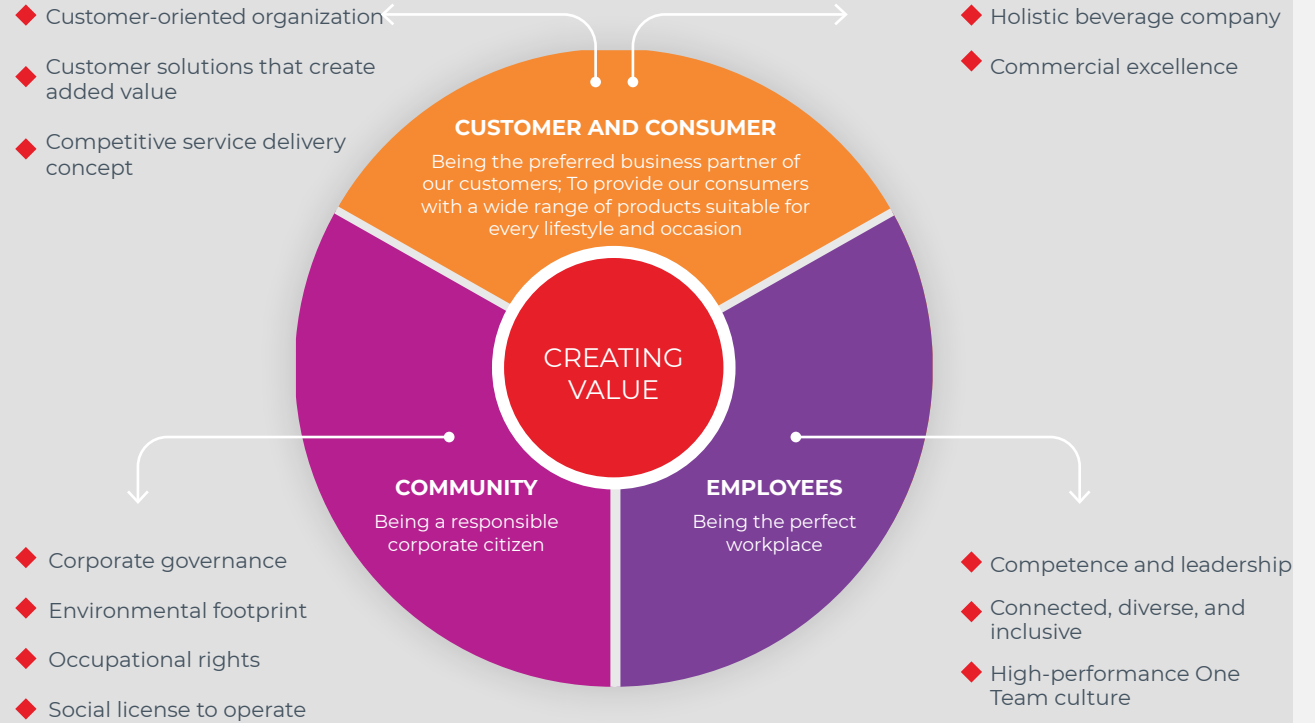 Customer-oriented organization
Customer solutions that create
added value
Competitive service delivery
concept
Holistic beverage company
Commercial excellence
CUSTOMER AND CONSUMER
Being the preferred business partner of
our customers; To provide our consumers
with a wide range of products suitable for
every lifestyle and occasion
CREATING
VALUE
COMMUNITY
Being a responsible
corporate citizen
EMPLOYEES
Being the perfect
workplace
Corporate governance
Environmental footprint
Occupational rights
Social license to operate
Competence and leadership
Connected, diverse, and
inclusive
High-performance One
Team culture